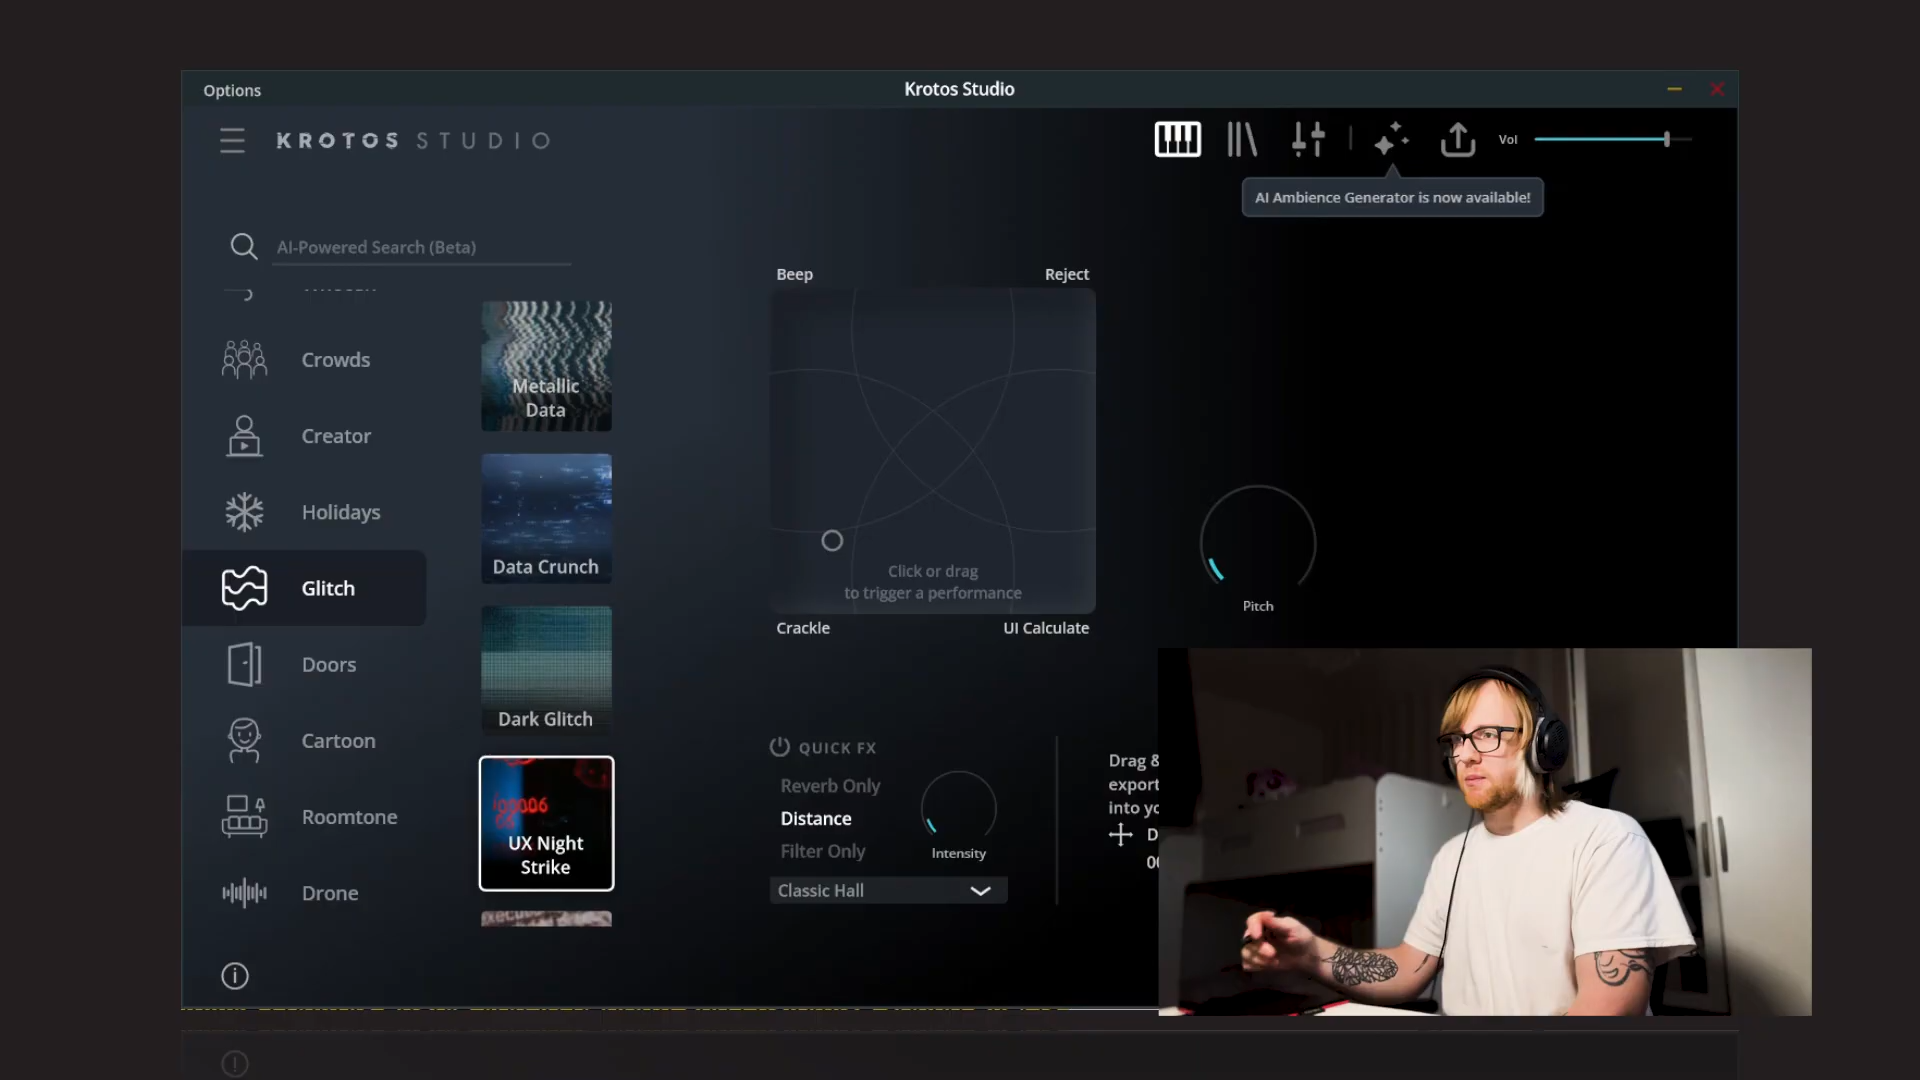 Options
Krotos Studio
KROTOS STUDIO
Vol
AI Ambience Generator is now available!
AI-Powered Search (Beta)
Beep
Reject
Crowds
Creator
Holidays
Glitch
Doors
Cartoon
Roomtone
Drone
Metallic
Data
Data Crunch
Dark Glitch
UX Night
Strike
Click or drag
to trigger a performance
Crackle
UI Calculate
Pitch
QUICK FX
Reverb Only
Distance
Filter Only
Intensity
Classic Hall
Drag &
export
into yo
D